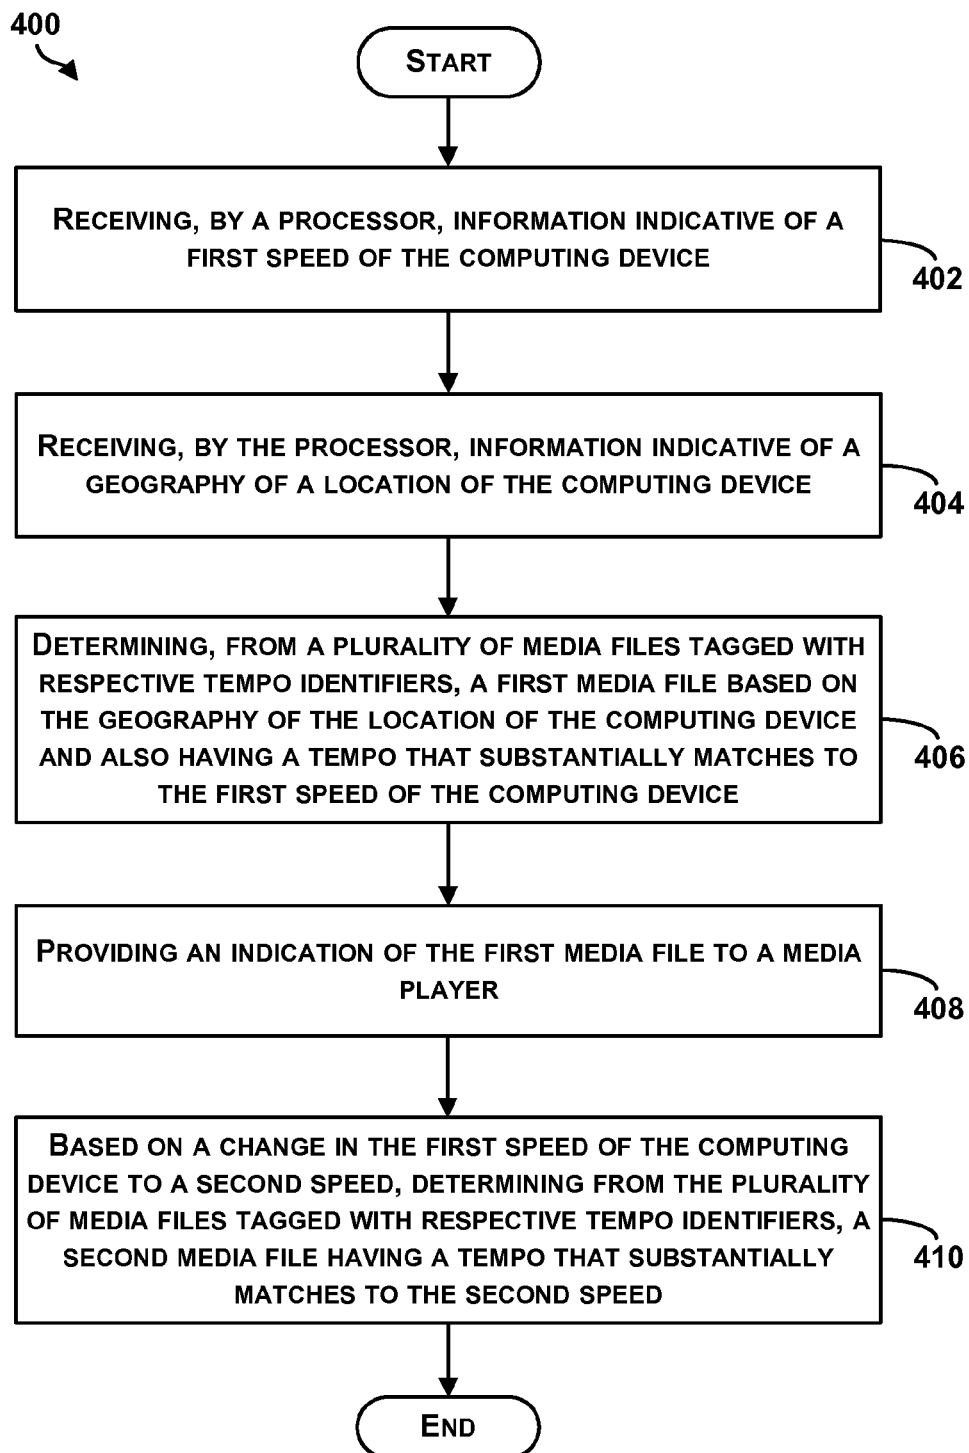 400
START
RECEIVING, BY A PROCESSOR, INFORMATION INDICATIVE OF A
FIRST SPEED OF THE COMPUTING DEVICE
402
RECEIVING, BY THE PROCESSOR, INFORMATION INDICATIVE OF A
GEOGRAPHY OF A LOCATION OF THE COMPUTING DEVICE
404
DETERMINING, FROM A PLURALITY OF MEDIA FILES TAGGED WITH
RESPECTIVE TEMPO IDENTIFIERS, A FIRST MEDIA FILE BASED ON
THE GEOGRAPHY OF THE LOCATION OF THE COMPUTING DEVICE
AND ALSO HAVING A TEMPO THAT SUBSTANTIALLY MATCHES TO
THE FIRST SPEED OF THE COMPUTING DEVICE
406
PROVIDING AN INDICATION OF THE FIRST MEDIA FILE TO A MEDIA
PLAYER
408
BASED ON A CHANGE IN THE FIRST SPEED OF THE COMPUTING
DEVICE TO A SECOND SPEED, DETERMINING FROM THE PLURALITY
OF MEDIA FILES TAGGED WITH RESPECTIVE TEMPO IDENTIFIERS, A
SECOND MEDIA FILE HAVING A TEMPO THAT SUBSTANTIALLY
MATCHES TO THE SECOND SPEED
410
END